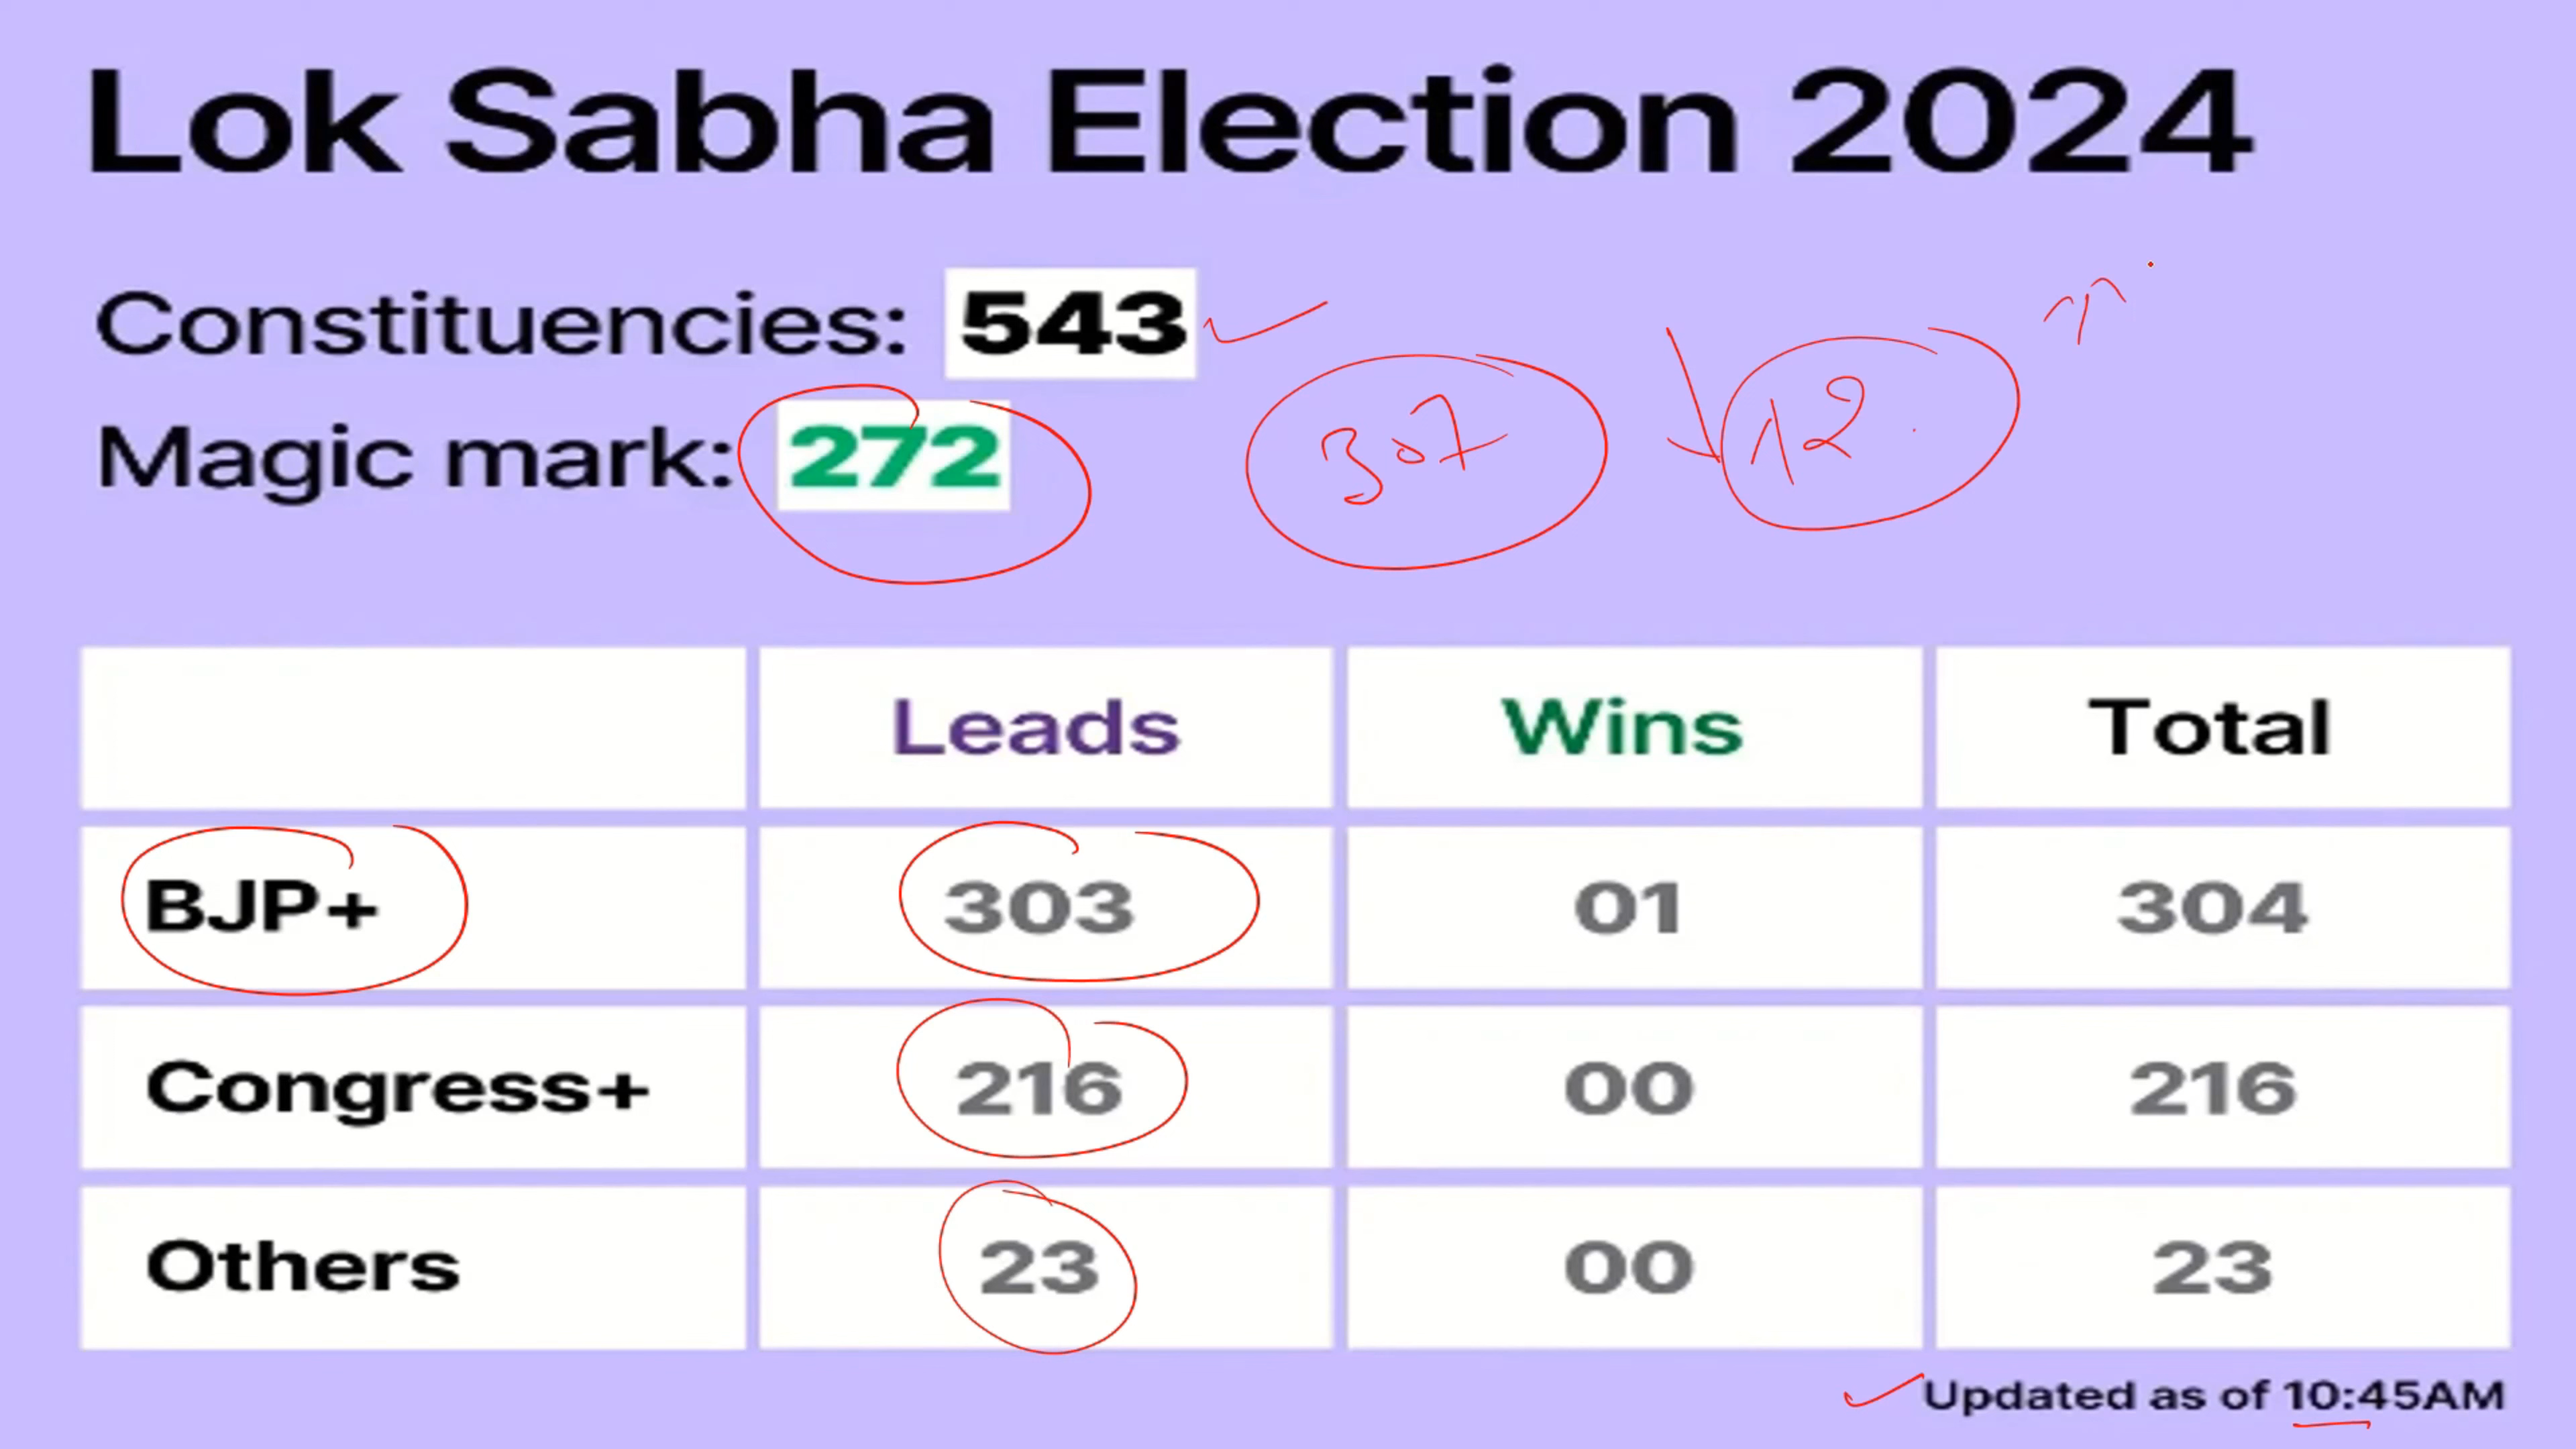 Lok Sabha Election 2024
Constituencies: 543
Magic mark: 272
307
12
Leads Wins Total
BJP+ 303 01 304
Congress+ 216 00 216
Others 23 00 23
Updated as of 10:45AM